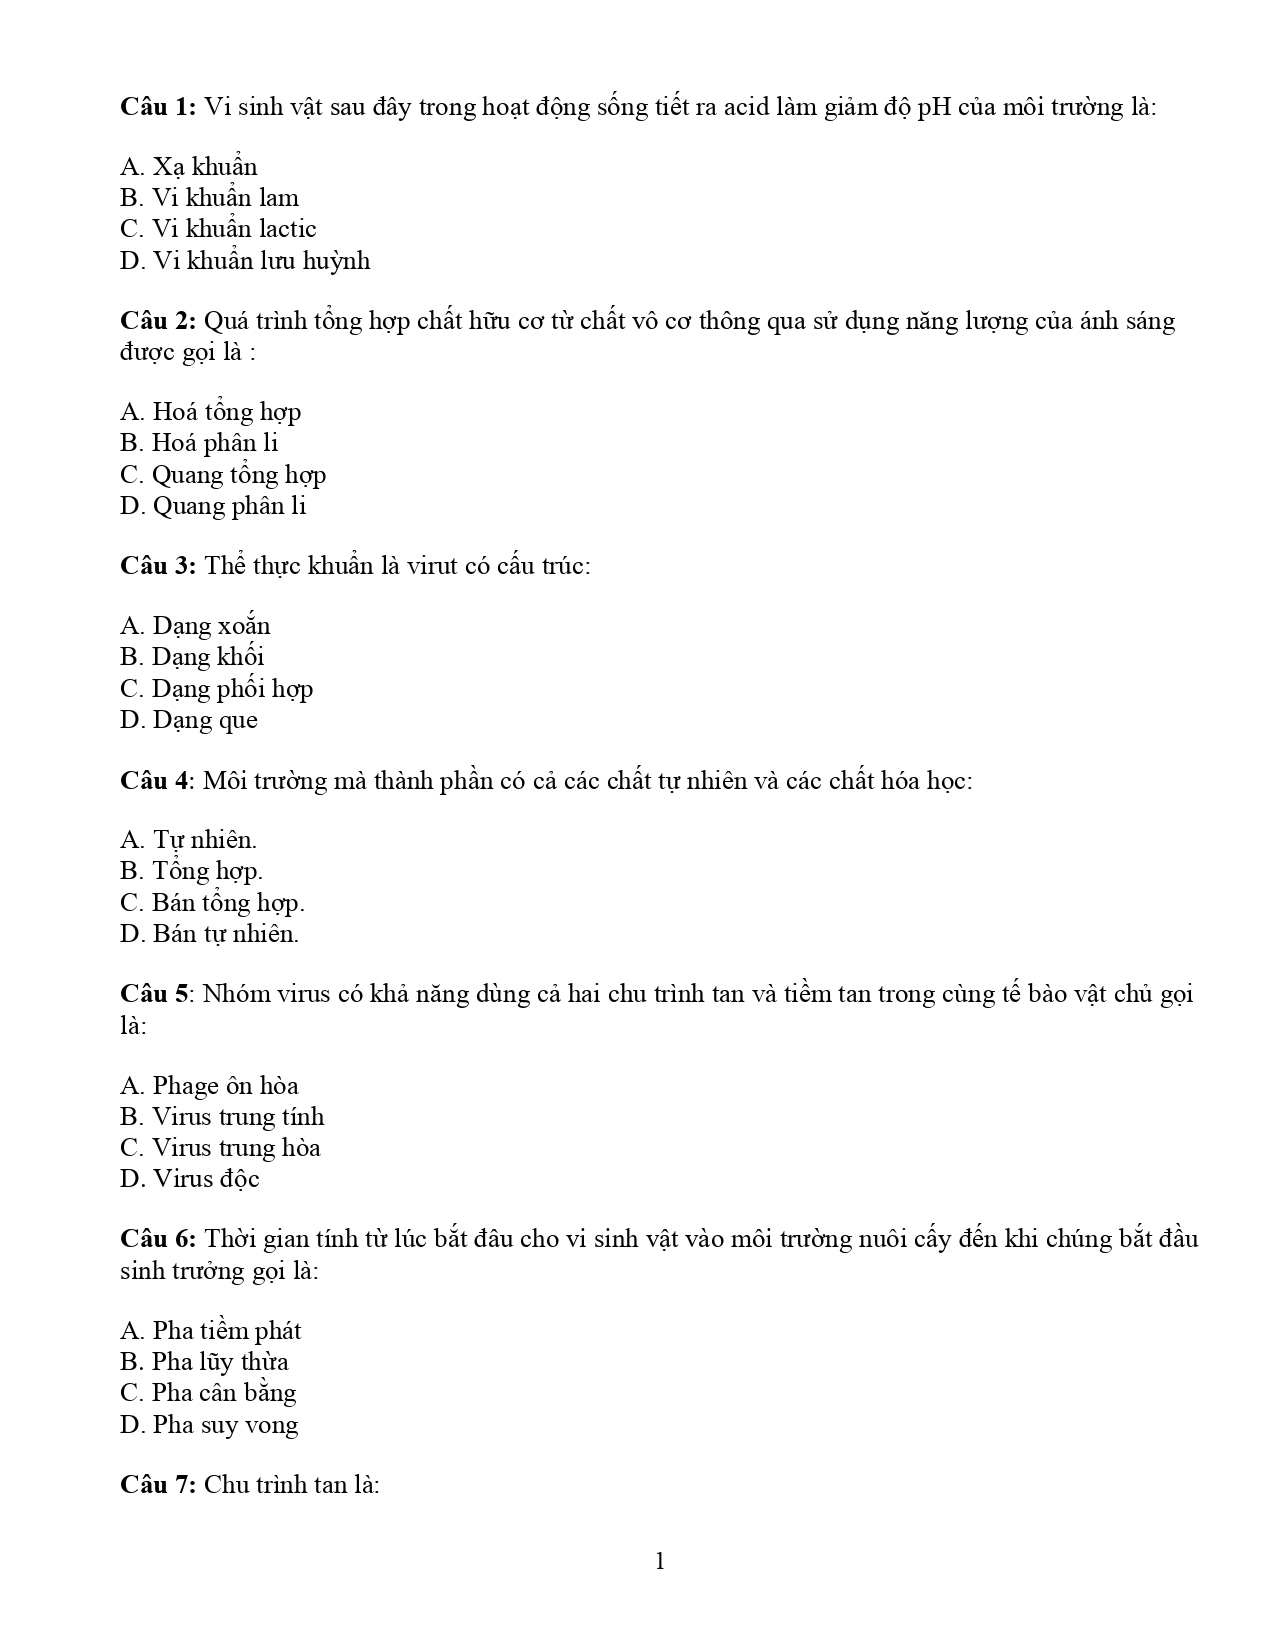 Câu 1: Vi sinh vật sau đây trong hoạt động sống tiết ra acid làm giảm độ pH của môi trường là:
A. Xạ khuẩn
B. Vi khuẩn lam
C. Vi khuẩn lactic
D. Vi khuẩn lưu huỳnh
Câu 2: Quá trình tổng hợp chất hữu cơ từ chất vô cơ thông qua sử dụng năng lượng của ánh sáng
được gọi là :
A. Hoá tổng hợp
B. Hoá phân li
C. Quang tổng hợp
D. Quang phân li
Câu 3: Thể thực khuẩn là virut có cấu trúc:
A. Dạng xoắn
B. Dạng khối
C. Dạng phối hợp
D. Dạng que
Câu 4: Môi trường mà thành phần có cả các chất tự nhiên và các chất hóa học:
A. Tự nhiên.
B. Tổng hợp.
C. Bán tổng hợp.
D. Bán tự nhiên.
Câu 5: Nhóm virus có khả năng dùng cả hai chu trình tan và tiềm tan trong cùng tế bào vật chủ gọi
là:
A. Phage ôn hòa
B. Virus trung tính
C. Virus trung hòa
D. Virus độc
Câu 6: Thời gian tính từ lúc bắt đâu cho vi sinh vật vào môi trường nuôi cấy đến khi chúng bắt đầu
sinh trưởng gọi là:
A. Pha tiềm phát
B. Pha lũy thừa
C. Pha cân bằng
D. Pha suy vong
Câu 7: Chu trình tan là:
1